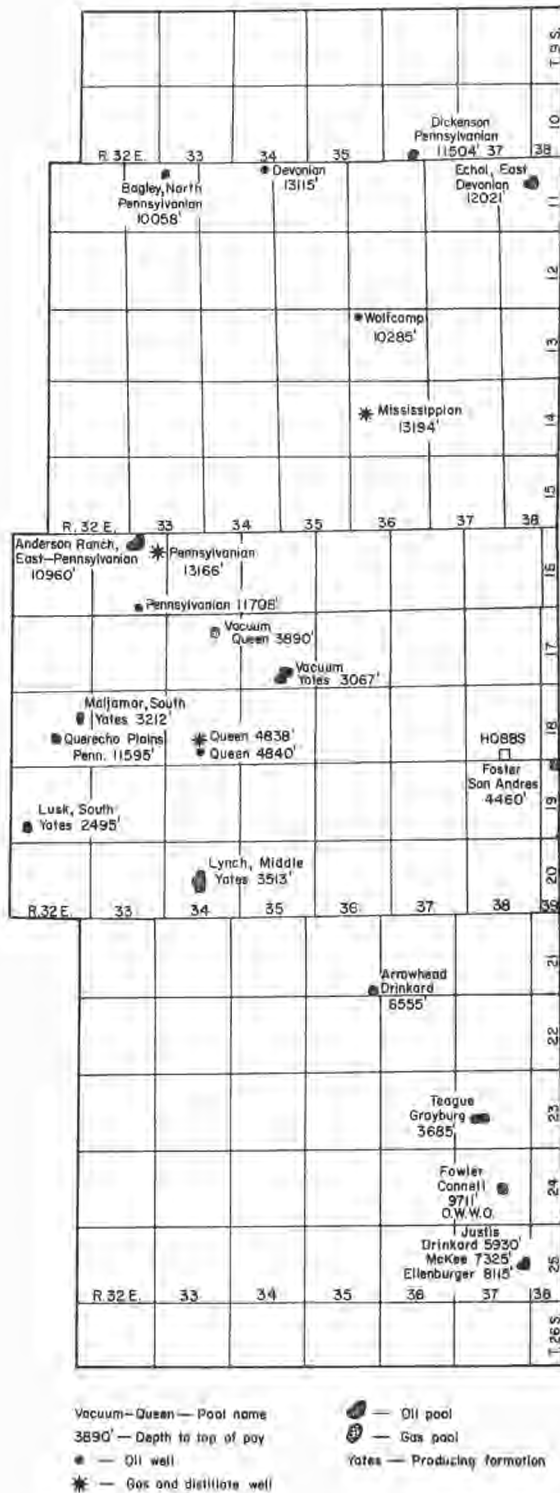 T. 9 S.
10
Dickenson
Pennsylvanian
11504'
R. 32 E. 33 34 35 37 38
Bagley, North
Pennsylvanian
10058'
Devonian
13115'
Echol, East
Devonian
12021'
11
12
Wolfcamp
10285'
13
Mississippian
13194'
14
15
R. 32 E. 33 34 35 36 37 38
Anderson Ranch,
East—Pennsylvanian
10960'
Pennsylvanian
13166'
16
Pennsylvanian 11708'
Vacuum
Queen 3890'
17
Vacuum
Yates 3067'
Maljamar, South
Yates 3212'
Querecho Plains
Penn. 11595'
Queen 4838'
Queen 4840'
18
HOBBS
Foster
San Andres
4460'
19
Lusk, South
Yates 2495'
Lynch, Middle
Yates 3513'
20
R. 32 E. 33 34 35 36 37 38 39
21
Arrowhead
Drinkard
6555'
22
Teague
Grayburg
3685'
23
Fowler
Connell
9711'
O.W.W.O.
24
Justis
Drinkard 5930'
McKee 7325'
Ellenburger 8115'
25
R. 32 E. 33 34 35 36 37 38
T. 26 S.
Vacuum—Queen — Pool name
3890' — Depth to top of pay
— Oil well
— Gas and distillate well
— Oil pool
— Gas pool
Yates — Producing formation